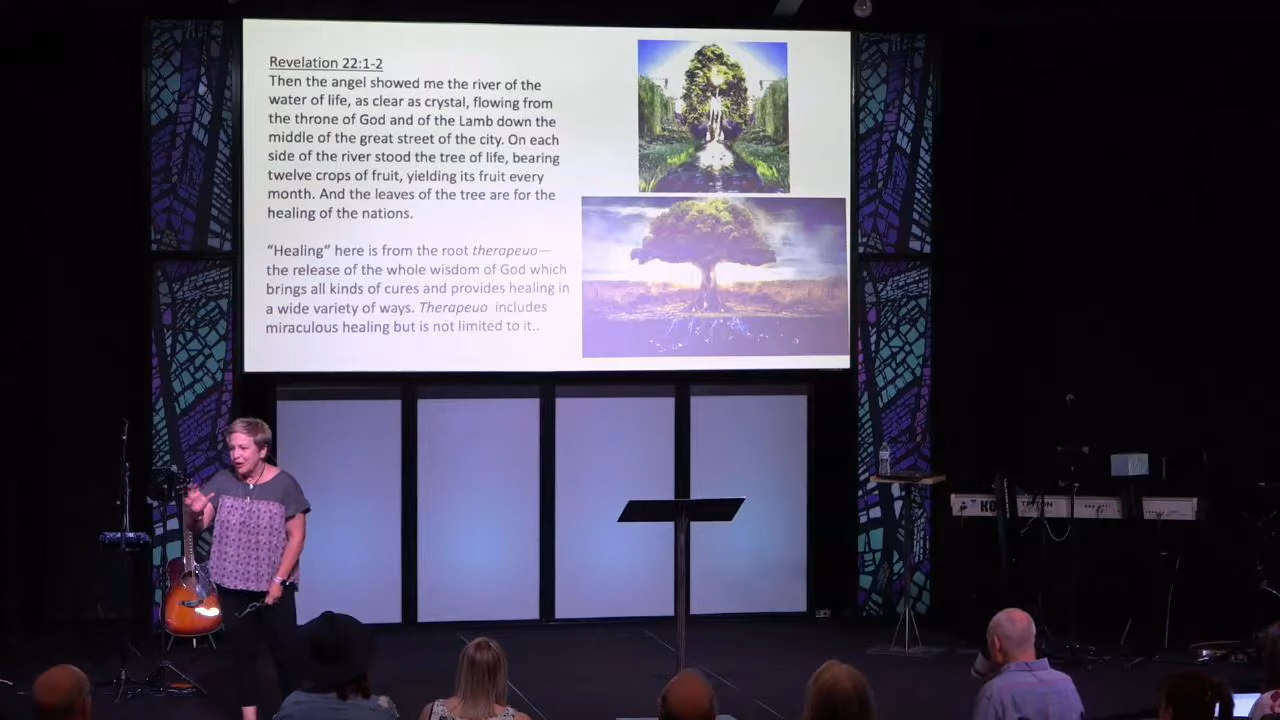 Revelation 22:1-2
Then the angel showed me the river of the
water of life, as clear as crystal, flowing from
the throne of God and of the Lamb down the
middle of the great street of the city. On each
side of the river stood the tree of life, bearing
twelve crops of fruit, yielding its fruit every
month. And the leaves of the tree are for the
healing of the nations.
“Healing” here is from the root therapeuo—
the release of the whole wisdom of God which
brings all kinds of cures and provides healing in
a wide variety of ways. Therapeuo includes
miraculous healing but is not limited to it..
TRITON